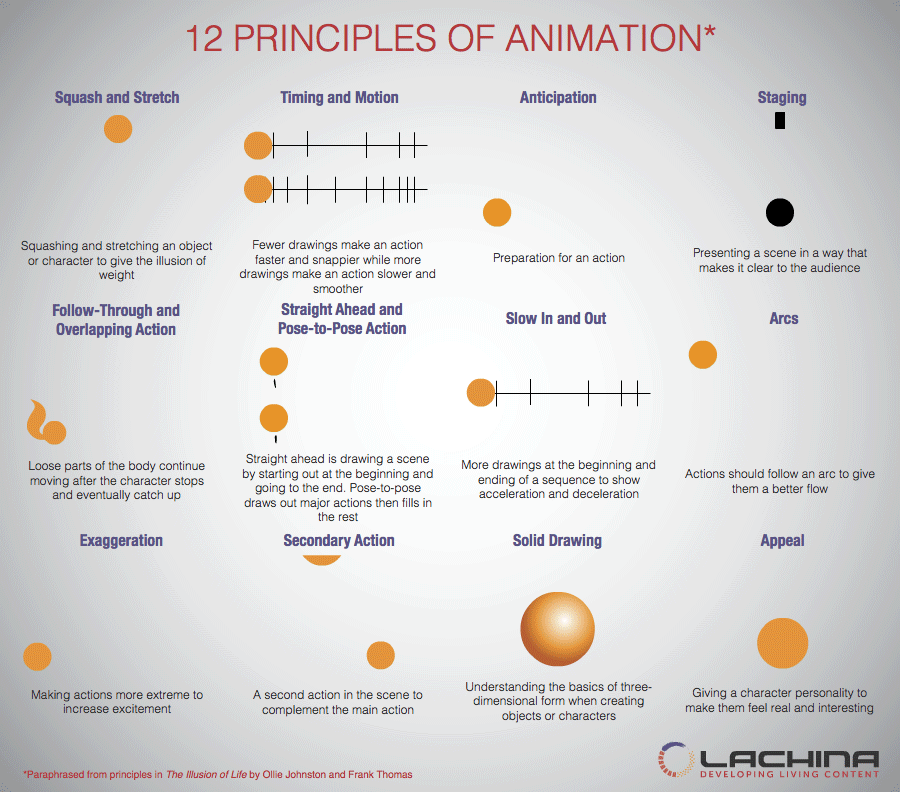 12 PRINCIPLES OF ANIMATION*
Squash and Stretch
Squashing and stretching an object
or character to give the illusion of
weight
Timing and Motion
Fewer drawings make an action
faster and snappier while more
drawings make an action slower and
smoother
Anticipation
Preparation for an action
Staging
Presenting a scene in a way that
makes it clear to the audience
Follow-Through and
Overlapping Action
Loose parts of the body continue
moving after the character stops
and eventually catch up
Straight Ahead and
Pose-to-Pose Action
Straight ahead is drawing a scene
by starting out at the beginning and
going to the end. Pose-to-pose
draws out major actions then fills in
the rest
Slow In and Out
More drawings at the beginning and
ending of a sequence to show
acceleration and deceleration
Arcs
Actions should follow an arc to give
them a better flow
Exaggeration
Making actions more extreme to
increase excitement
Secondary Action
A second action in the scene to
complement the main action
Solid Drawing
Understanding the basics of three-
dimensional form when creating
objects or characters
Appeal
Giving a character personality to
make them feel real and interesting
*Paraphrased from principles in The Illusion of Life by Ollie Johnston and Frank Thomas
LACHINA
DEVELOPING LIVING CONTENT